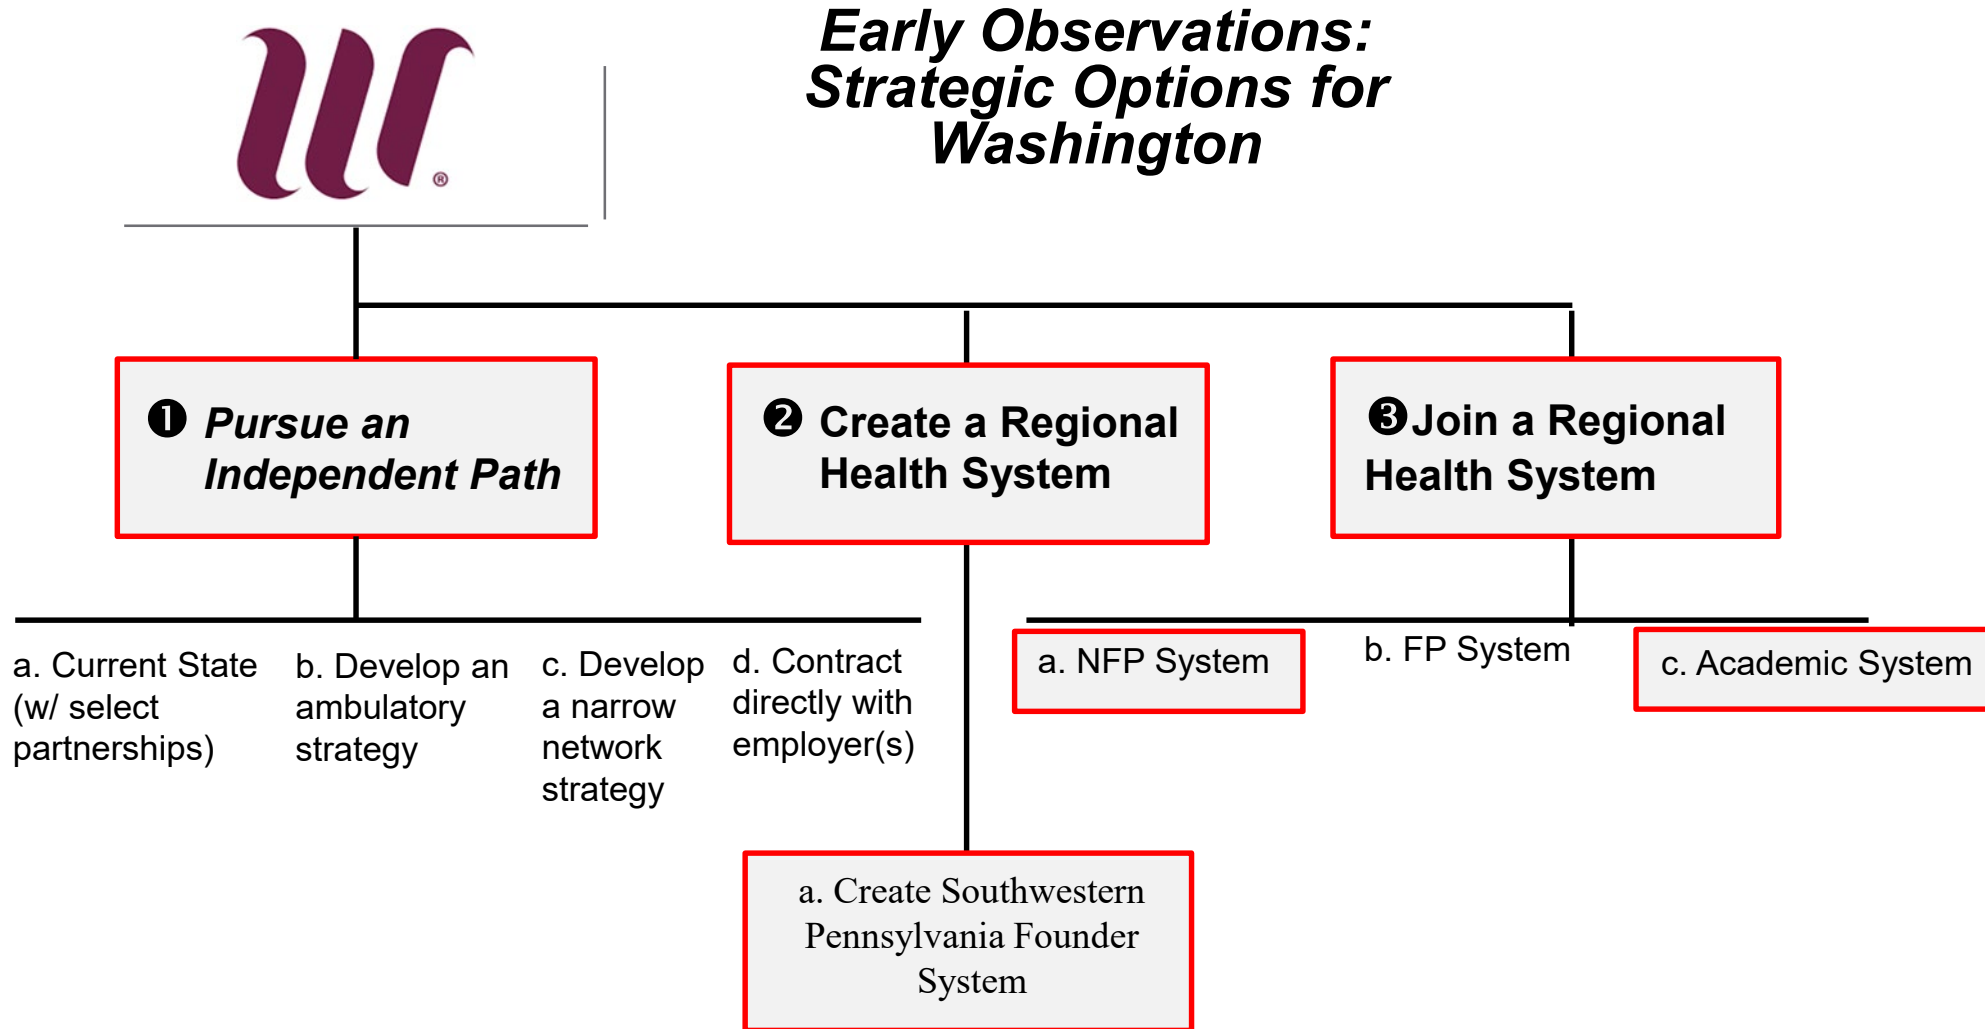 Early Observations:
Strategic Options for
Washington
®
❶ Pursue an
Independent Path
❷ Create a Regional
Health System
❸Join a Regional
Health System
a. Current State
(w/ select
partnerships)
b. Develop an
ambulatory
strategy
c. Develop
a narrow
network
strategy
d. Contract
directly with
employer(s)
a. NFP System
b. FP System
c. Academic System
a. Create Southwestern
Pennsylvania Founder
System